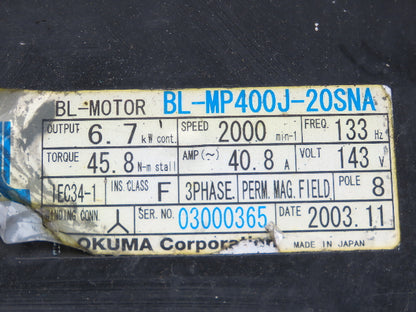 BL-MOTOR BL-MP400J-20SNA
OUTPUT 6.7 kW cont. SPEED 2000 min-1 FREQ. 133 Hz
TORQUE 45.8 N-m stall AMP(~) 40.8 A VOLT 143 V
IEC34-1 INS.CLASS F 3PHASE. PERM.MAG.FIELD. POLE 8
NDING CONN. SER.NO. 03000365 DATE 2003.11
OKUMA Corporation MADE IN JAPAN